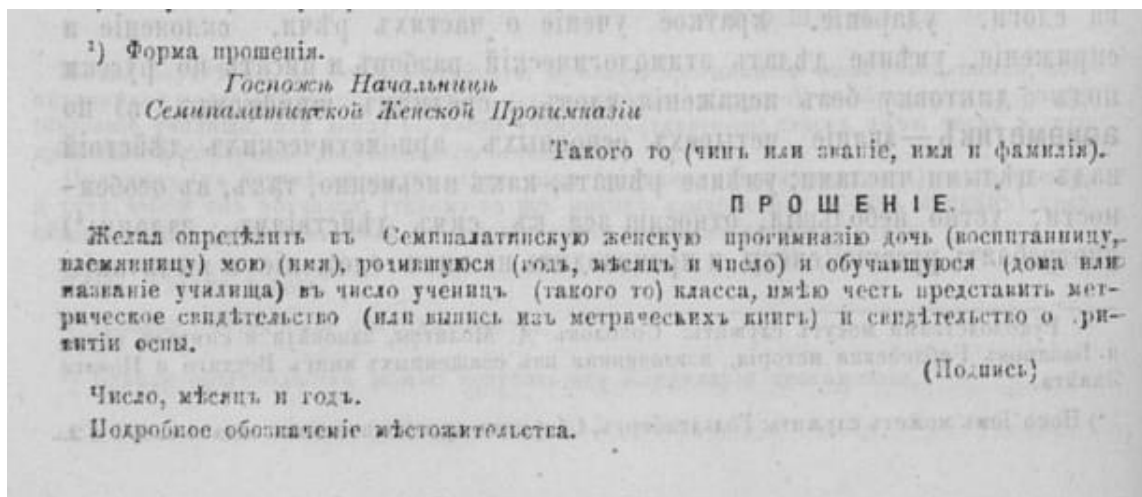 ¹) Форма прошенія.
Госпожѣ Начальницѣ
Семипалатинской Женской Прогимназіи
Такого то (чинъ или званіе, имя и фамилія).
ПРОШЕНІЕ.
Желая опредѣлить въ Семипалатинскую женскую прогимназію дочь (воспитанницу,
племянницу) мою (имя), родившуюся (годъ, мѣсяцъ и число) и обучавшуюся (дома или
названіе училища) въ число ученицъ (такого то) класса, имѣю честь представить мет-
рическое свидѣтельство (или выпись изъ метрическихъ книгъ) и свидѣтельство о при-
витіи оспы.
(Подпись)
Число, мѣсяцъ и годъ.
Подробное обозначеніе мѣстожительства.